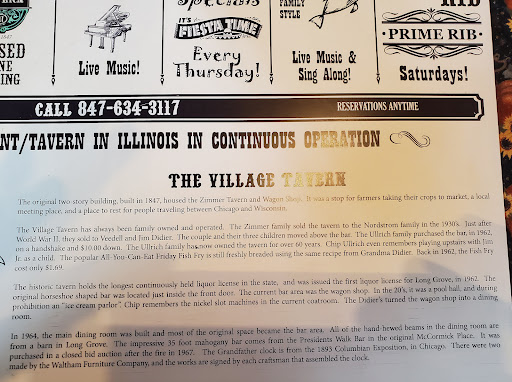 Specials
FAMILY
STYLE
RIB
1847
IT'S
FIESTA TIME
PRIME RIB
Live Music!
Every
Thursday!
Live Music &
Sing Along!
Saturdays!
CALL 847-634-3117
RESERVATIONS ANYTIME
NT/TAVERN IN ILLINOIS IN CONTINUOUS OPERATION
THE VILLAGE TAVERN
The original two story building, built in 1847, housed the Zimmer Tavern and Wagon Shop. It was a stop for farmers taking their crops to market, a local
meeting place, and a place to rest for people traveling between Chicago and Wisconsin.
The Village Tavern has always been family owned and operated. The Zimmer family sold the tavern to the Nordstrom family in the 1930's. Just after
World War II, they sold to Veedell and Jim Didier. The couple and their three children moved above the bar. The Ullrich family purchased the bar, in 1962,
on a handshake and $10.00 down. The Ullrich family has now owned the tavern for over 60 years. Chip Ullrich even remembers playing upstairs with Jim
Jr. as a child. The popular All-You-Can-Eat Friday Fish Fry is still freshly breaded using the same recipe from Grandma Didier. Back in 1962, the Fish Fry
cost only $1.69.
The historic tavern holds the longest continuously held liquor license in the state, and was issued the first liquor license for Long Grove, in 1962. The
original horseshoe shaped bar was located just inside the front door. The current bar area was the wagon shop. In the 20's, it was a pool hall, and during
prohibition an "ice cream parlor". Chip remembers the nickel slot machines in the current coatroom. The Didier's turned the wagon shop into a dining
room.
In 1964, the main dining room was built and most of the original space became the bar area. All of the hand-hewed beams in the dining room are
from a barn in Long Grove. The impressive 35 foot mahogany bar comes from the Presidents Walk Bar in the original McCormick Place. It was
purchased in a closed bid auction after the fire in 1967. The Grandfather clock is from the 1893 Columbian Exposition, in Chicago. There were two
made by the Waltham Furniture Company, and the works are signed by each craftsman that assembled the clock.